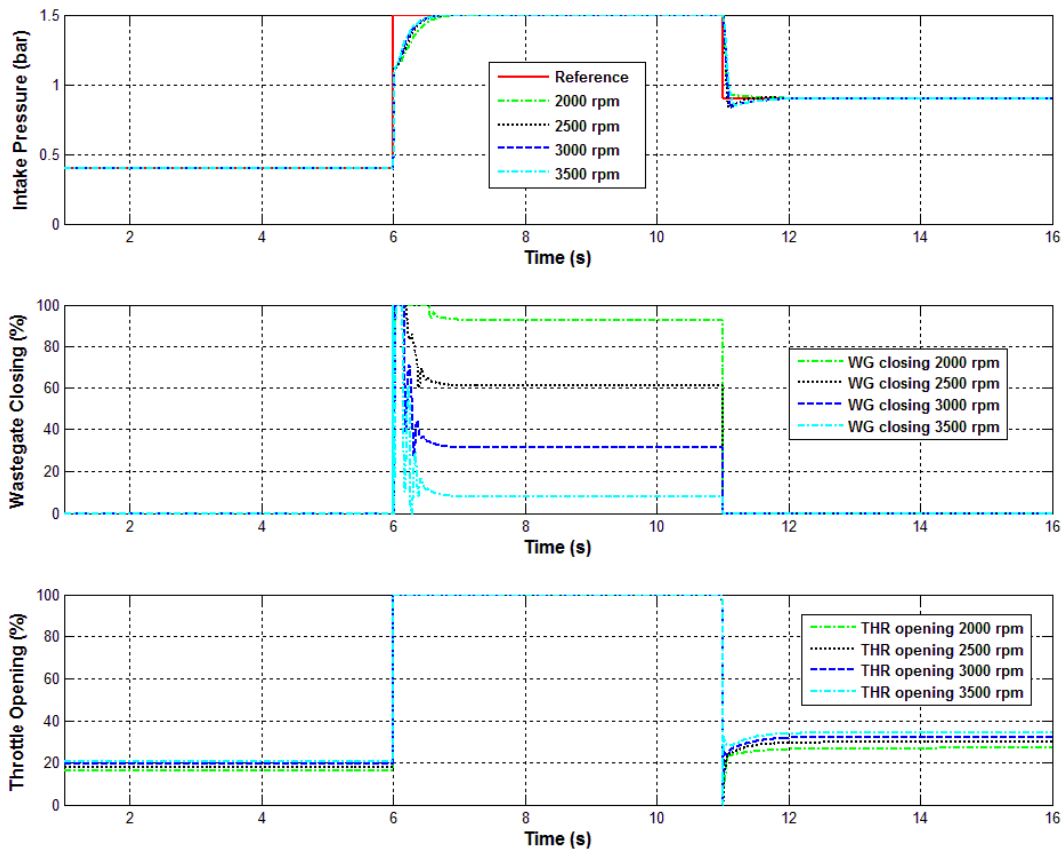 1.5
1
0.5
0
Intake Pressure (bar)
Reference
2000 rpm
2500 rpm
3000 rpm
3500 rpm
2 4 6 8 10 12 14 16
Time (s)
100
80
60
40
20
0
Wastegate Closing (%)
WG closing 2000 rpm
WG closing 2500 rpm
WG closing 3000 rpm
WG closing 3500 rpm
2 4 6 8 10 12 14 16
Time (s)
100
80
60
40
20
0
Throttle Opening (%)
THR opening 2000 rpm
THR opening 2500 rpm
THR opening 3000 rpm
THR opening 3500 rpm
2 4 6 8 10 12 14 16
Time (s)